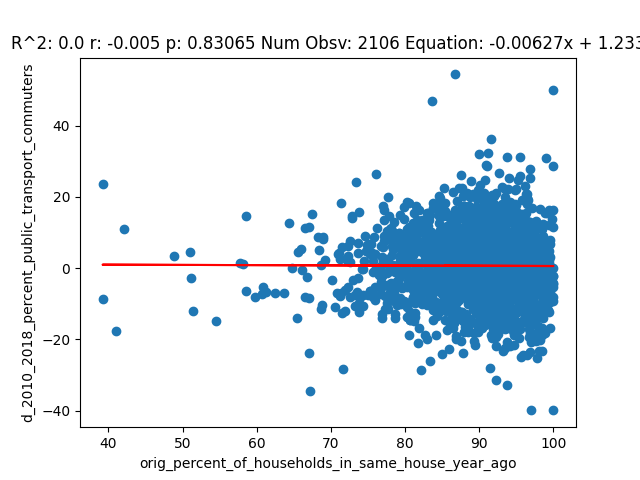 R^2: 0.0 r: -0.005 p: 0.83065 Num Obsv: 2106 Equation: -0.00627x + 1.233
d_2010_2018_percent_public_transport_commuters
40
20
0
−20
−40
40 50 60 70 80 90 100
orig_percent_of_households_in_same_house_year_ago